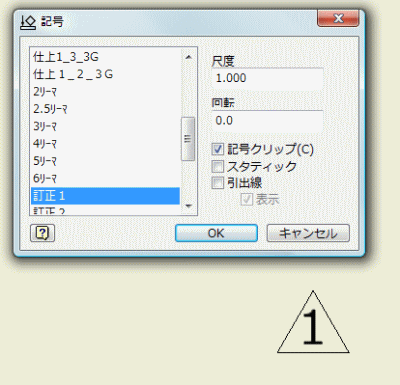 記号
仕上1_3_3G
仕上１_２_３Ｇ
2リーマ
2.5リーマ
3リーマ
4リーマ
5リーマ
6リーマ
訂正１
訂正２
尺度
1.000
回転
0.0
記号クリップ(C)
スタティック
引出線
表示
OK
キャンセル
1